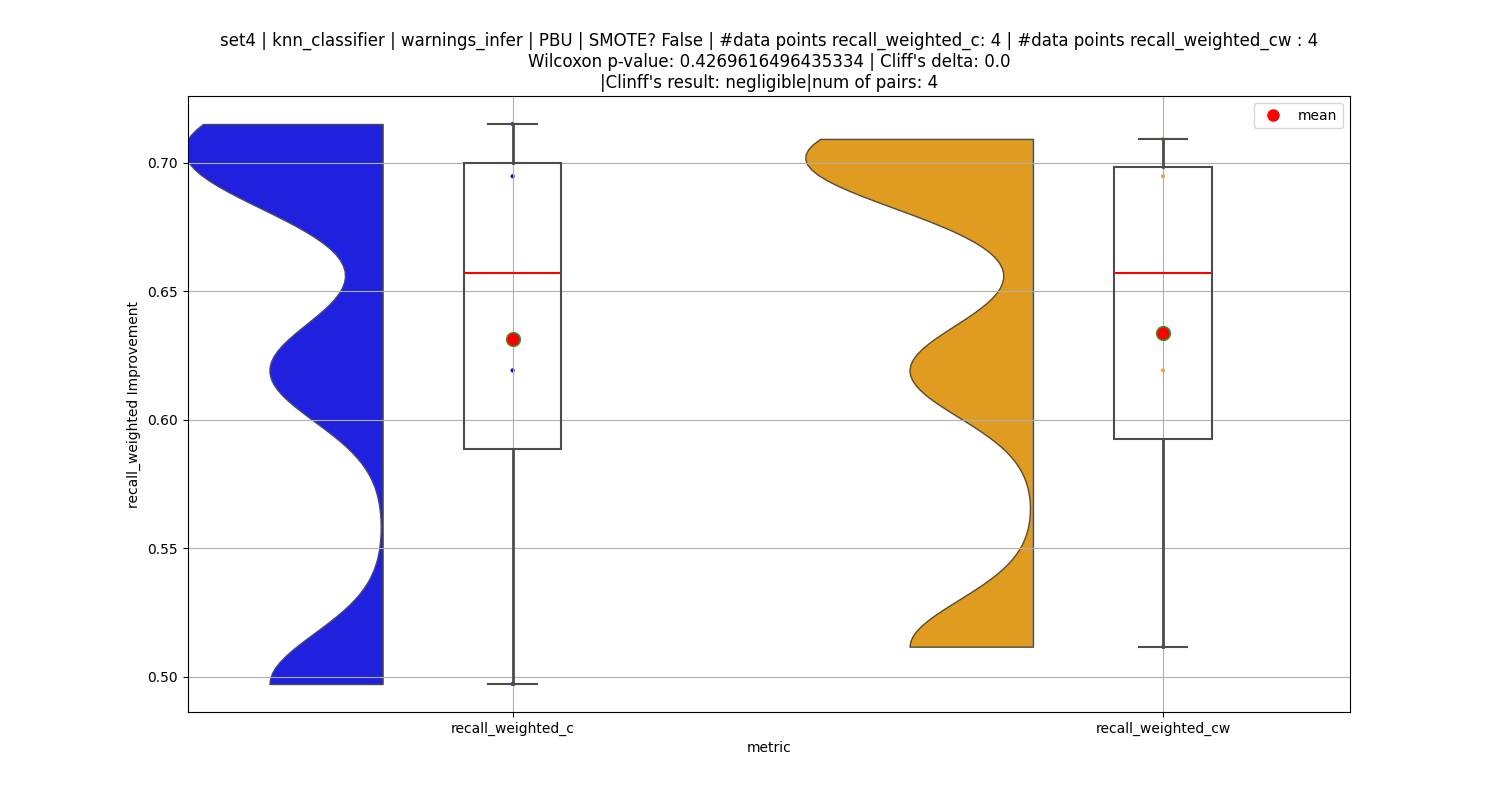 set4 | knn_classifier | warnings_infer | PBU | SMOTE? False | #data points recall_weighted_c: 4 | #data points recall_weighted_cw : 4
Wilcoxon p-value: 0.4269616496435334 | Cliff's delta: 0.0
|Clinff's result: negligible|num of pairs: 4
mean
0.70
0.65
0.60
0.55
0.50
recall_weighted Improvement
recall_weighted_c
recall_weighted_cw
metric